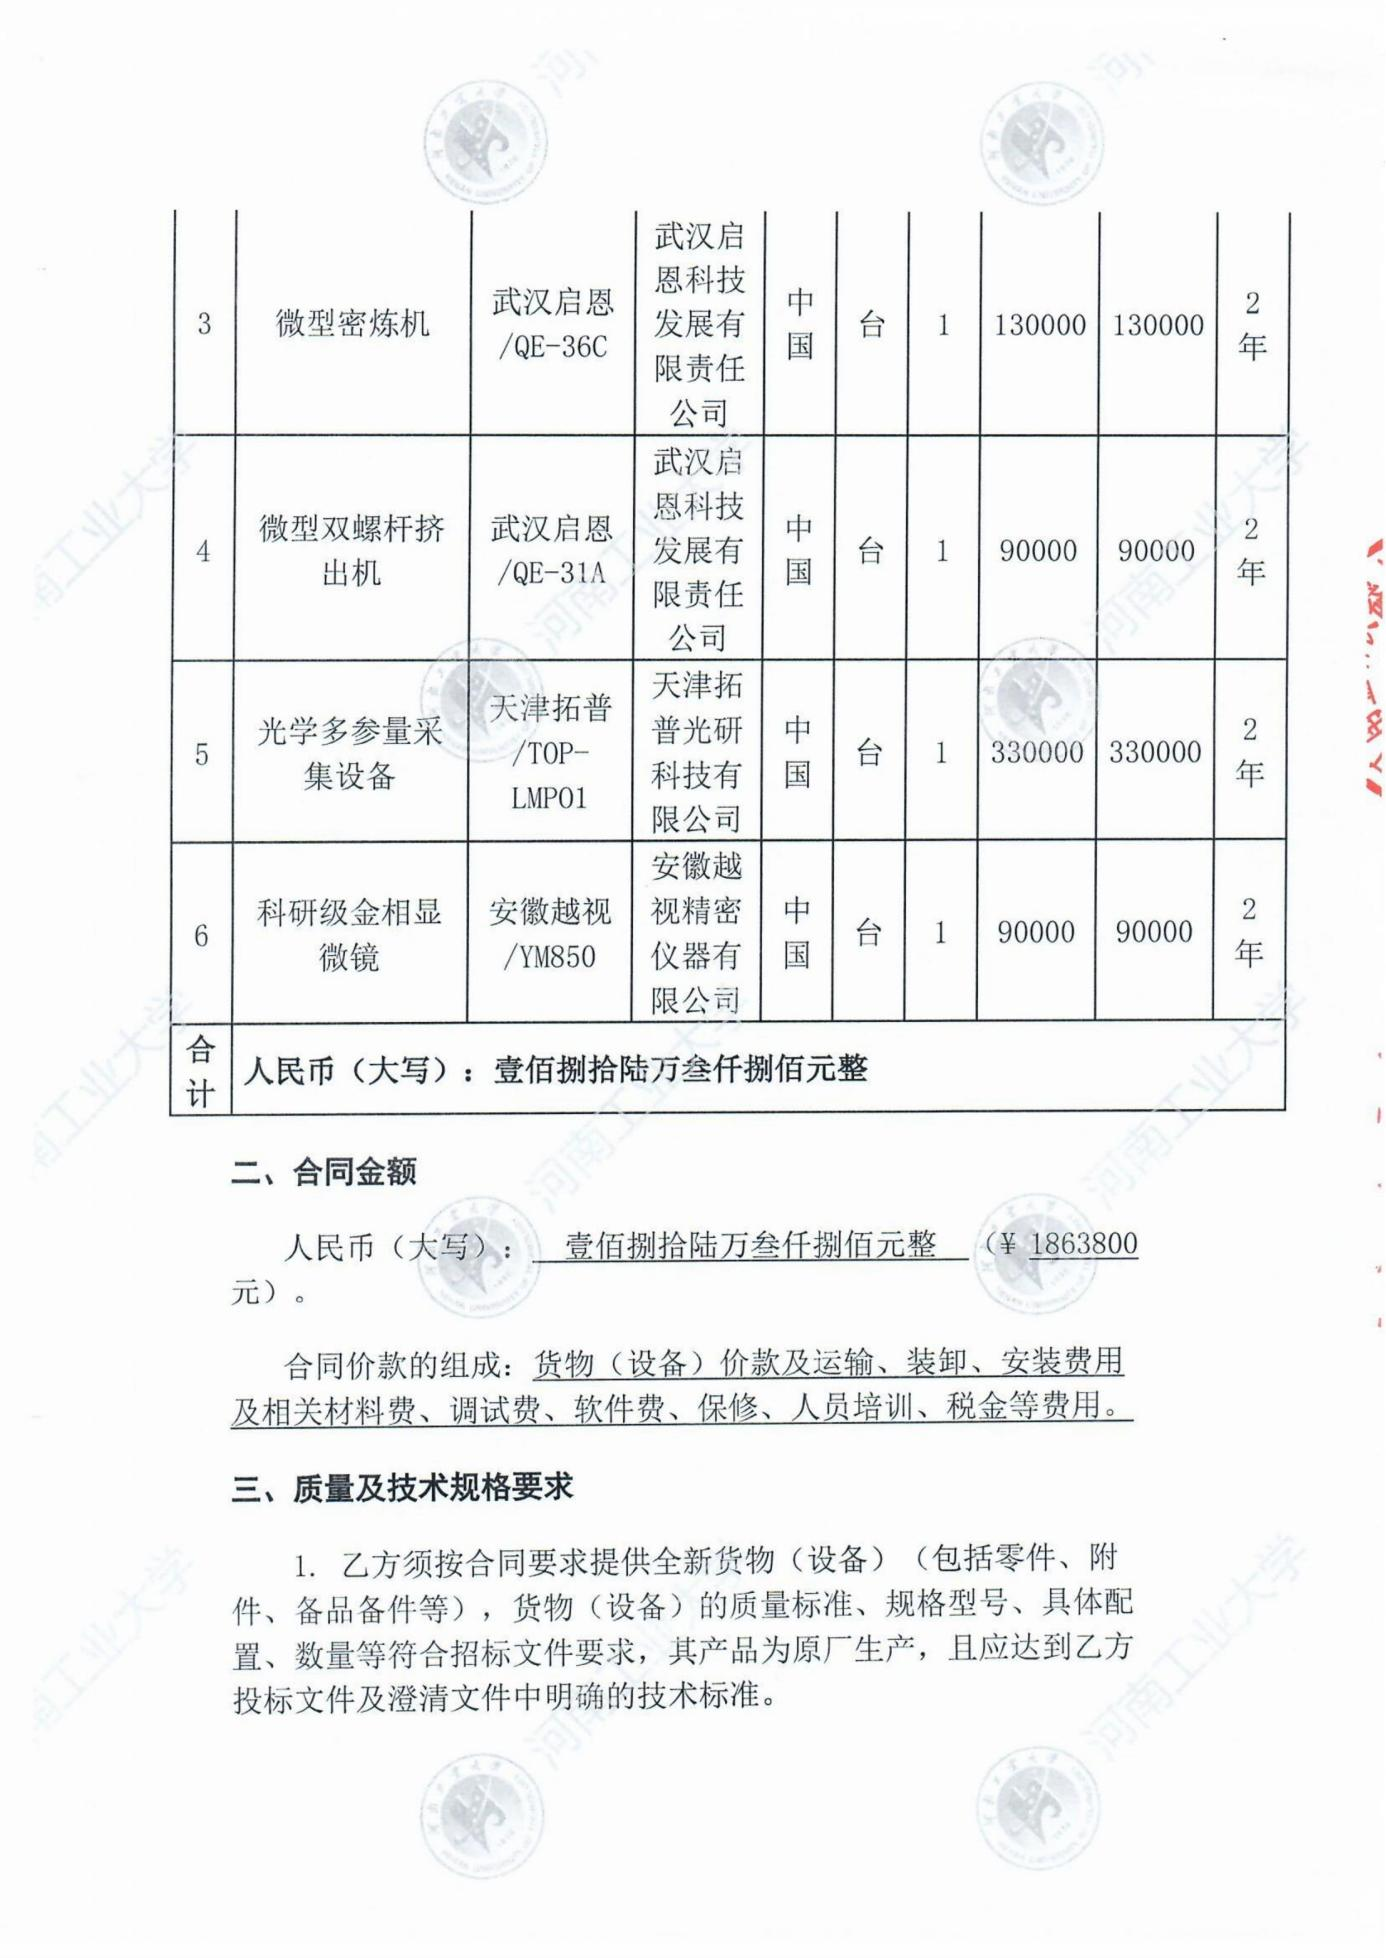 3 微型密炼机 武汉启恩/QE-36C 武汉启恩科技发展有限责任公司 中国 台 1 130000 130000 2年
4 微型双螺杆挤出机 武汉启恩/QE-31A 武汉启恩科技发展有限责任公司 中国 台 1 90000 90000 2年
5 光学多参量采集设备 天津拓普/TOP-LMP01 天津拓普光研科技有限公司 中国 台 1 330000 330000 2年
6 科研级金相显微镜 安徽越视/YM850 安徽越视精密仪器有限公司 中国 台 1 90000 90000 2年
合计 人民币（大写）：壹佰捌拾陆万叁仟捌佰元整
二、合同金额
人民币（大写）： 壹佰捌拾陆万叁仟捌佰元整 （¥ 1863800
元）。
合同价款的组成：货物（设备）价款及运输、装卸、安装费用
及相关材料费、调试费、软件费、保修、人员培训、税金等费用。
三、质量及技术规格要求
1. 乙方须按合同要求提供全新货物（设备）（包括零件、附
件、备品备件等），货物（设备）的质量标准、规格型号、具体配
置、数量等符合招标文件要求，其产品为原厂生产，且应达到乙方
投标文件及澄清文件中明确的技术标准。
河南工业大学